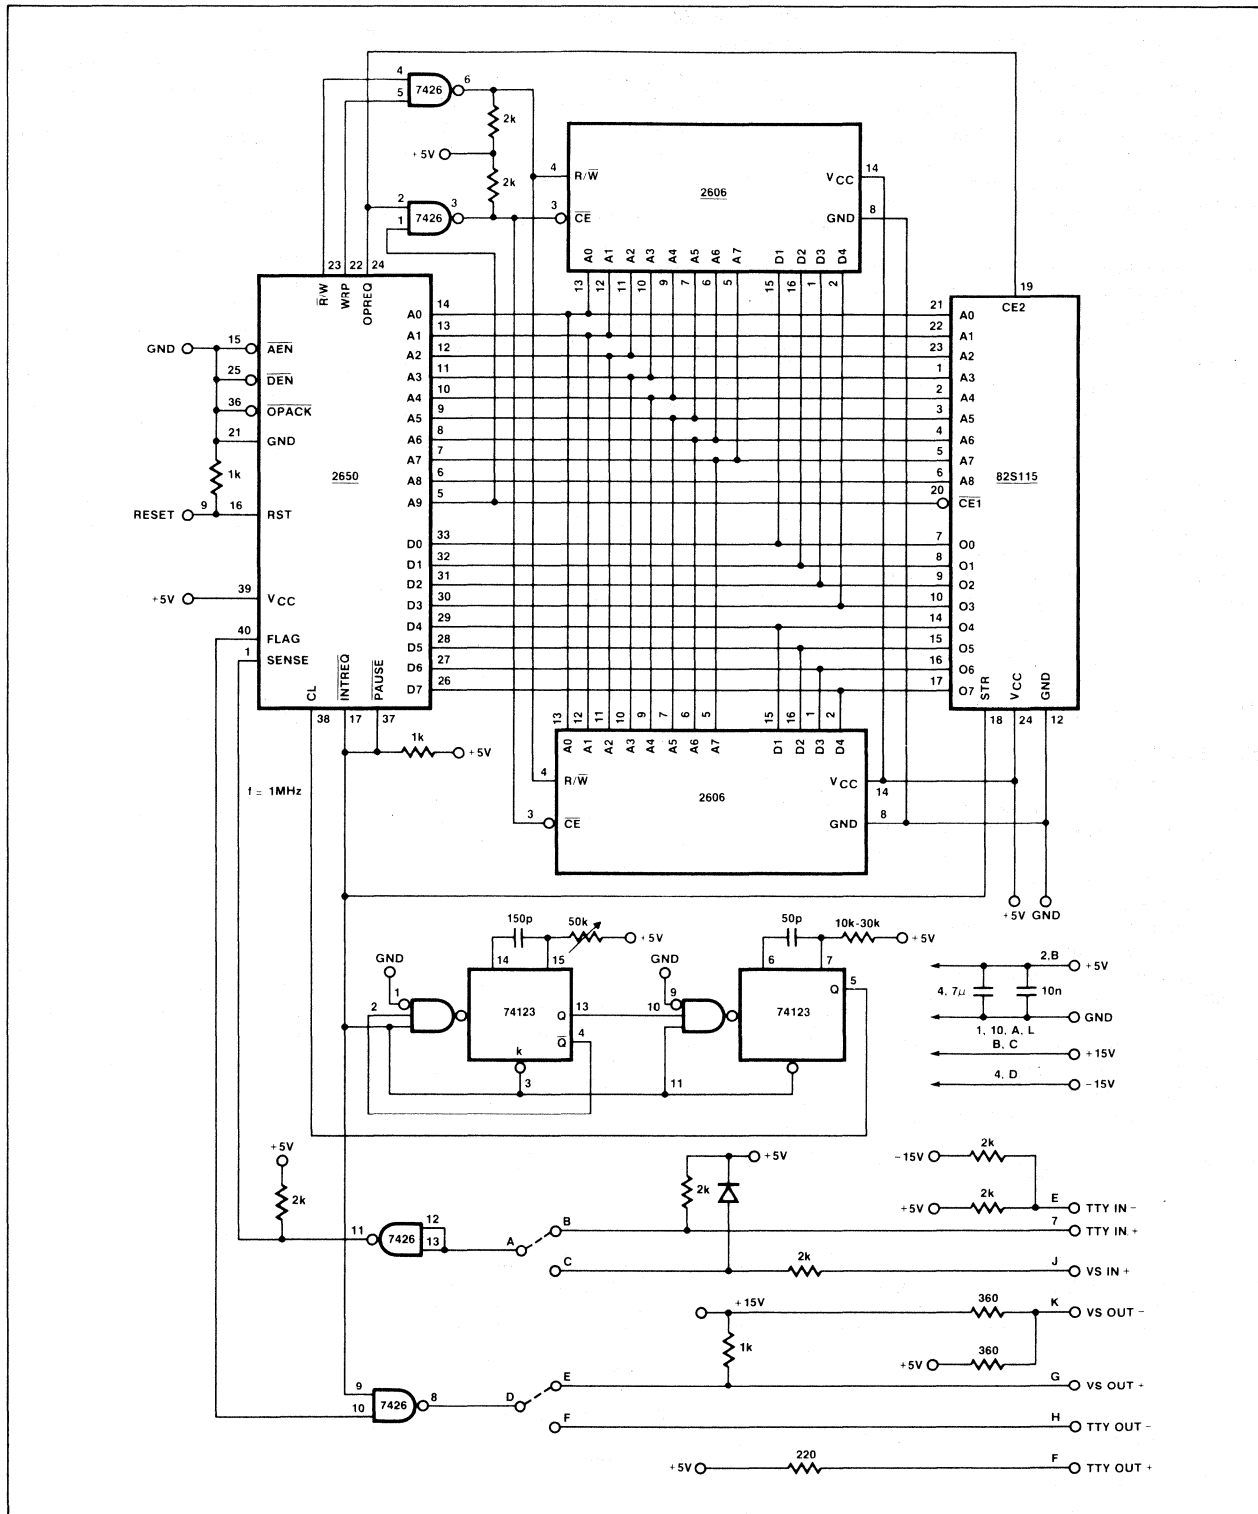 4
7426
6
5
2k
+5V
2k
2
7426
3
1
4
R/W̅
2606
VCC
14
3
C̅E̅
GND
8
A0
A1
A2
A3
A4
A5
A6
A7
D1
D2
D3
D4
13
12
11
10
9
7
6
5
15
16
1
2
23
22
24
R̅/W
WRP
OPREQ
19
CE2
14
A0
13
A1
12
A2
11
A3
10
A4
9
A5
8
A6
7
A7
6
A8
5
A9
33
D0
32
D1
31
D2
30
D3
29
D4
28
D5
27
D6
26
D7
GND
15
A̅E̅N̅
25
D̅E̅N̅
36
O̅P̅A̅C̅K̅
21
GND
1k
2650
RESET
9
16
RST
+5V
39
VCC
40
FLAG
1
SENSE
CL
I̅N̅T̅R̅E̅Q̅
P̅A̅U̅S̅E̅
38
17
37
21
A0
22
A1
23
A2
1
A3
2
A4
3
A5
4
A6
5
A7
6
A8
20
C̅E̅1̅
82S115
7
O0
8
O1
9
O2
10
O3
14
O4
15
O5
16
O6
17
O7
STR
VCC
GND
18
24
12
1k
+5V
f = 1MHz
13
12
11
10
9
7
6
5
15
16
1
2
A0
A1
A2
A3
A4
A5
A6
A7
D1
D2
D3
D4
4
R/W̅
2606
VCC
14
3
C̅E̅
GND
8
+5V
GND
150p
50k
+5V
50p
10k-30k
+5V
GND
14
15
GND
6
7
1
2
74123
Q
13
Q̅
4
k
3
9
10
74123
Q
5
11
2,B
+5V
4,7μ
10n
GND
1, 10, A, L
B, C
+15V
4, D
-15V
+5V
2k
11
7426
12
13
A
B
C
2k
+5V
2k
-15V
2k
+5V
2k
E
TTY IN -
7
TTY IN +
J
VS IN +
+15V
1k
360
K
VS OUT -
+5V
360
9
10
7426
8
D
E
F
G
VS OUT +
H
TTY OUT -
+5V
220
F
TTY OUT +